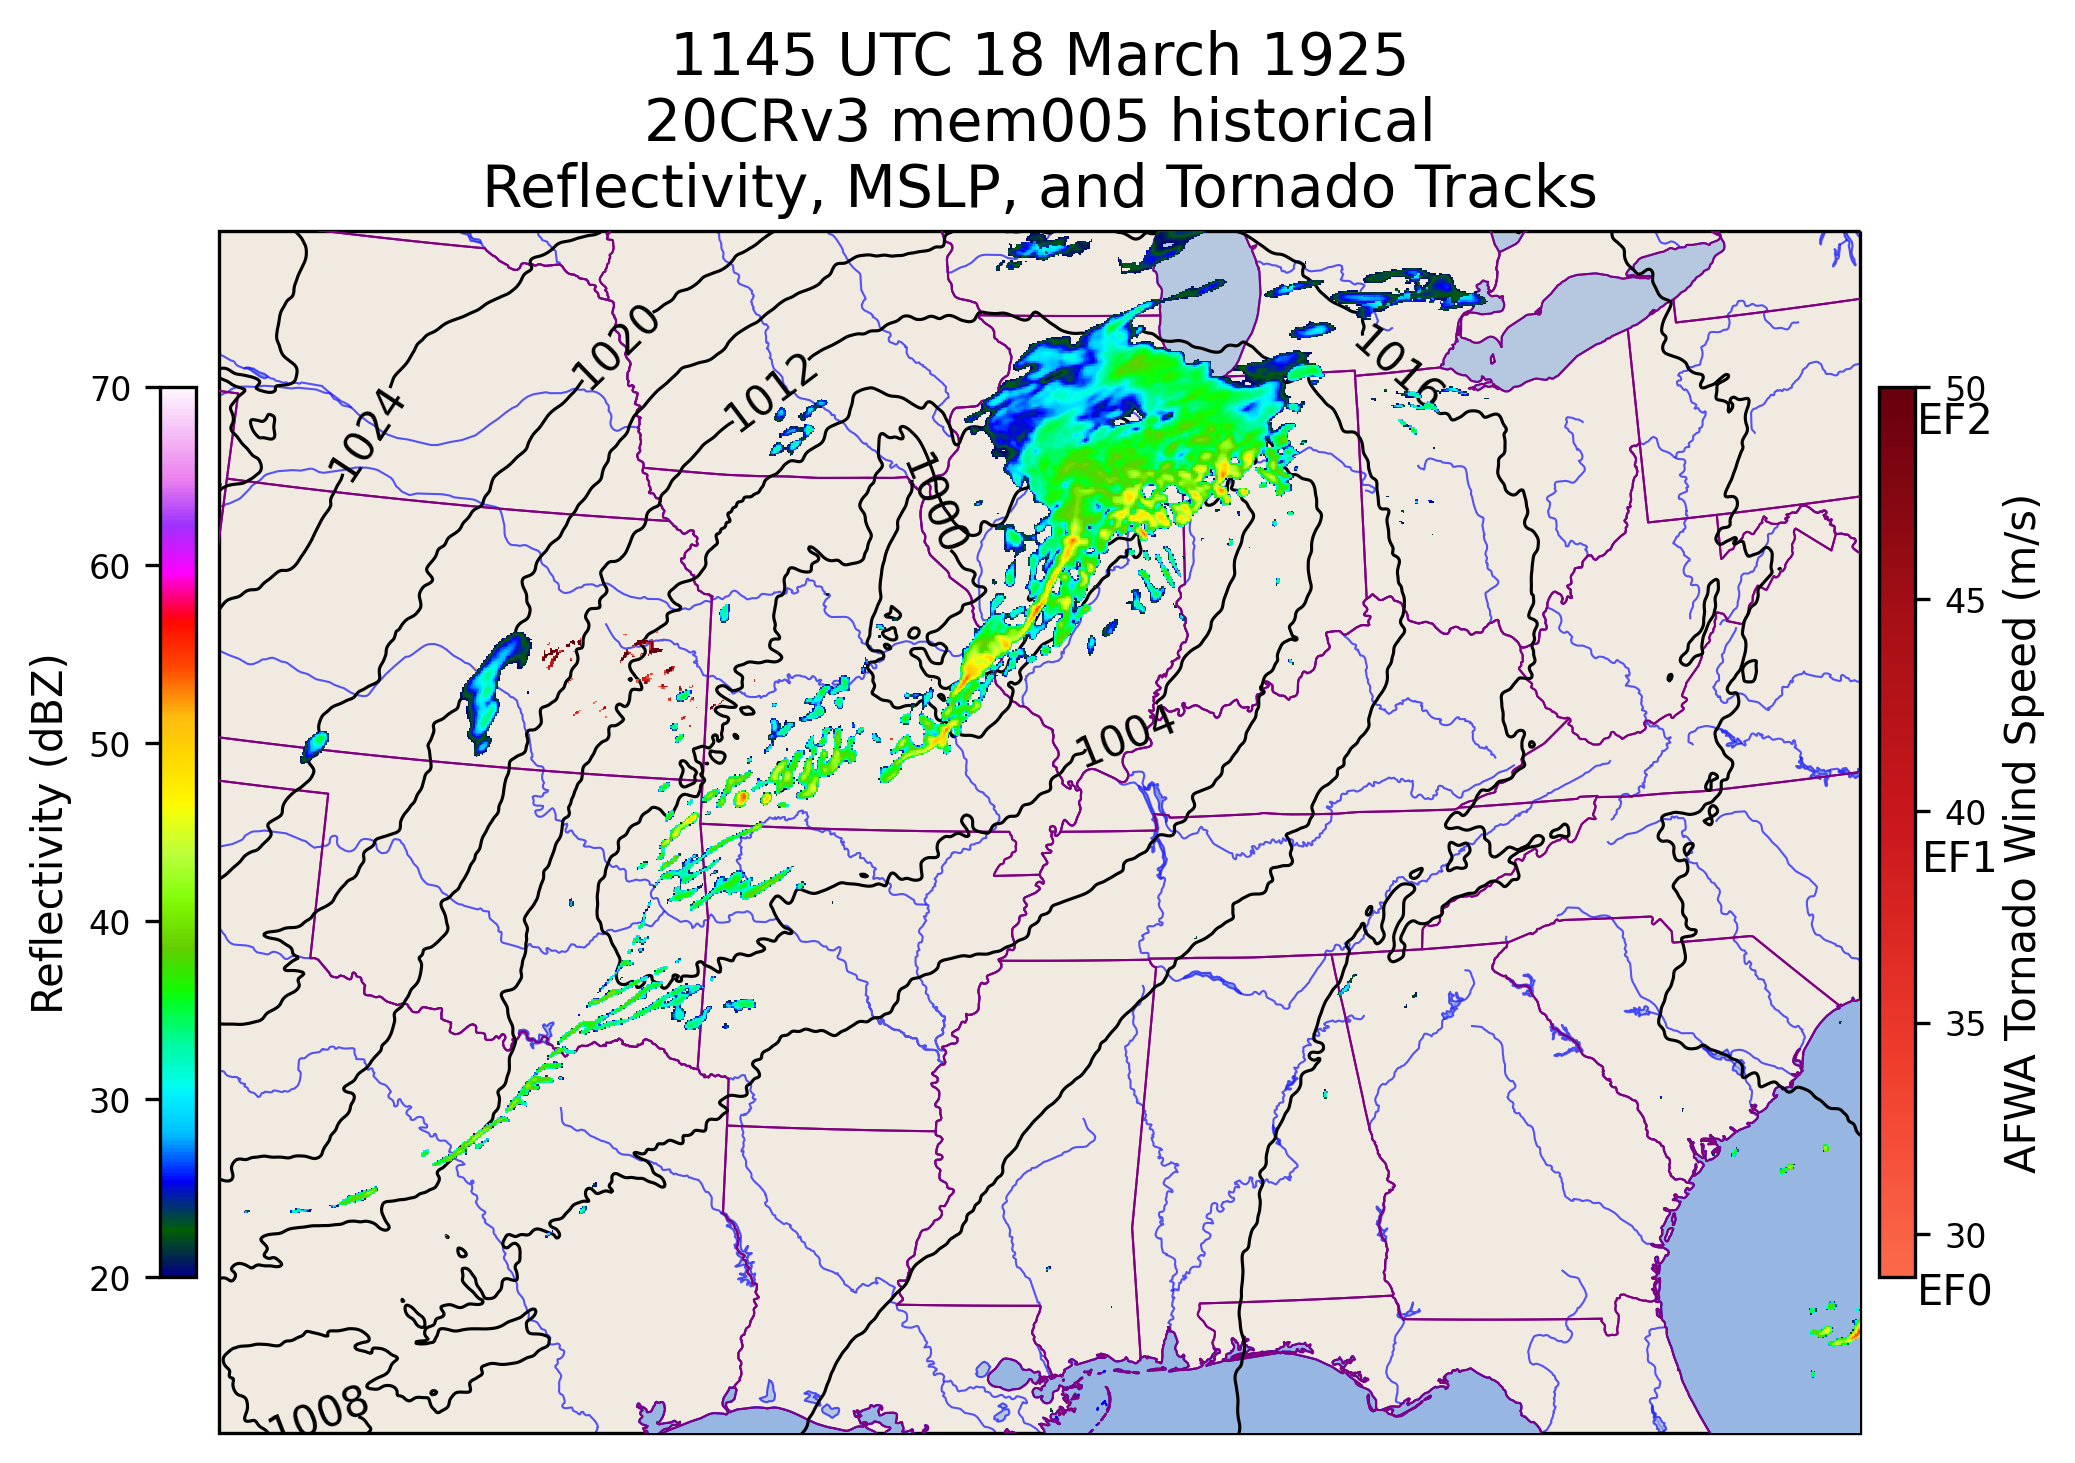 1145 UTC 18 March 1925
20CRv3 mem005 historical
Reflectivity, MSLP, and Tornado Tracks
Reflectivity (dBZ)
70
60
50
40
30
20
1024
1020
1012
1000
1016
1004
1008
50
EF2
45
40
EF1
35
30
EF0
AFWA Tornado Wind Speed (m/s)